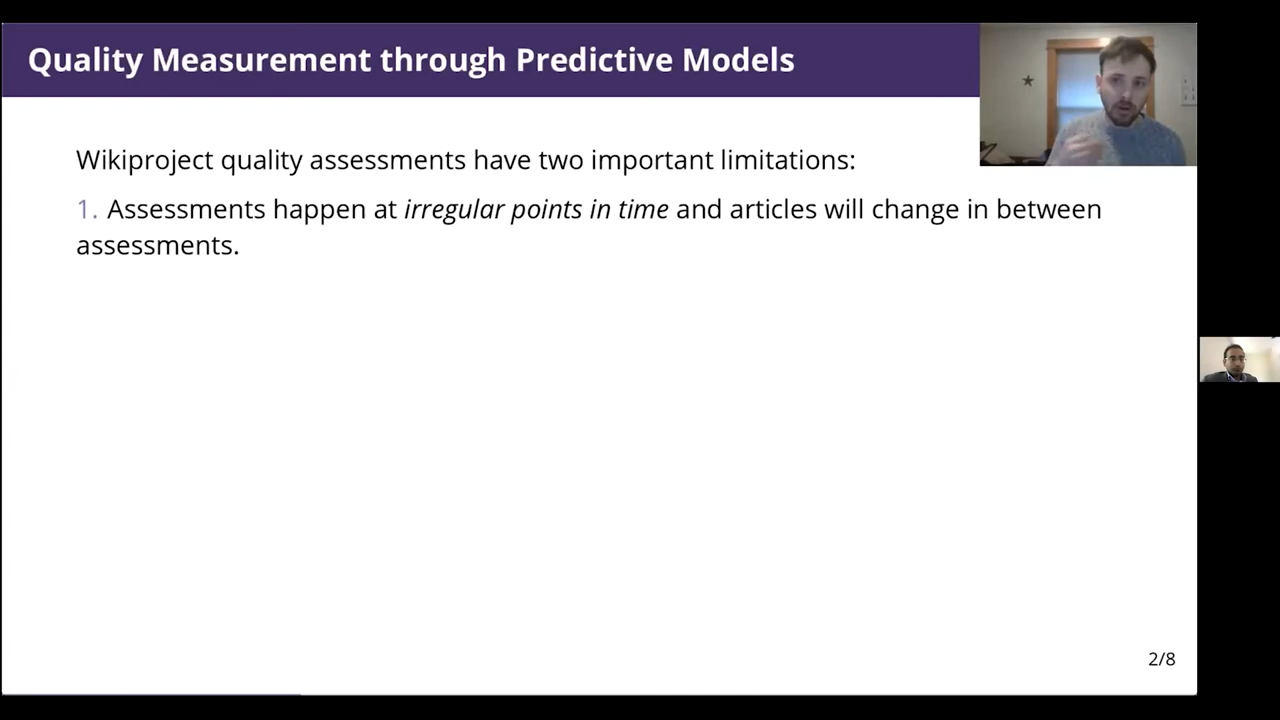 Quality Measurement through Predictive Models
Wikiproject quality assessments have two important limitations:
1. Assessments happen at irregular points in time and articles will change in between
assessments.
2/8